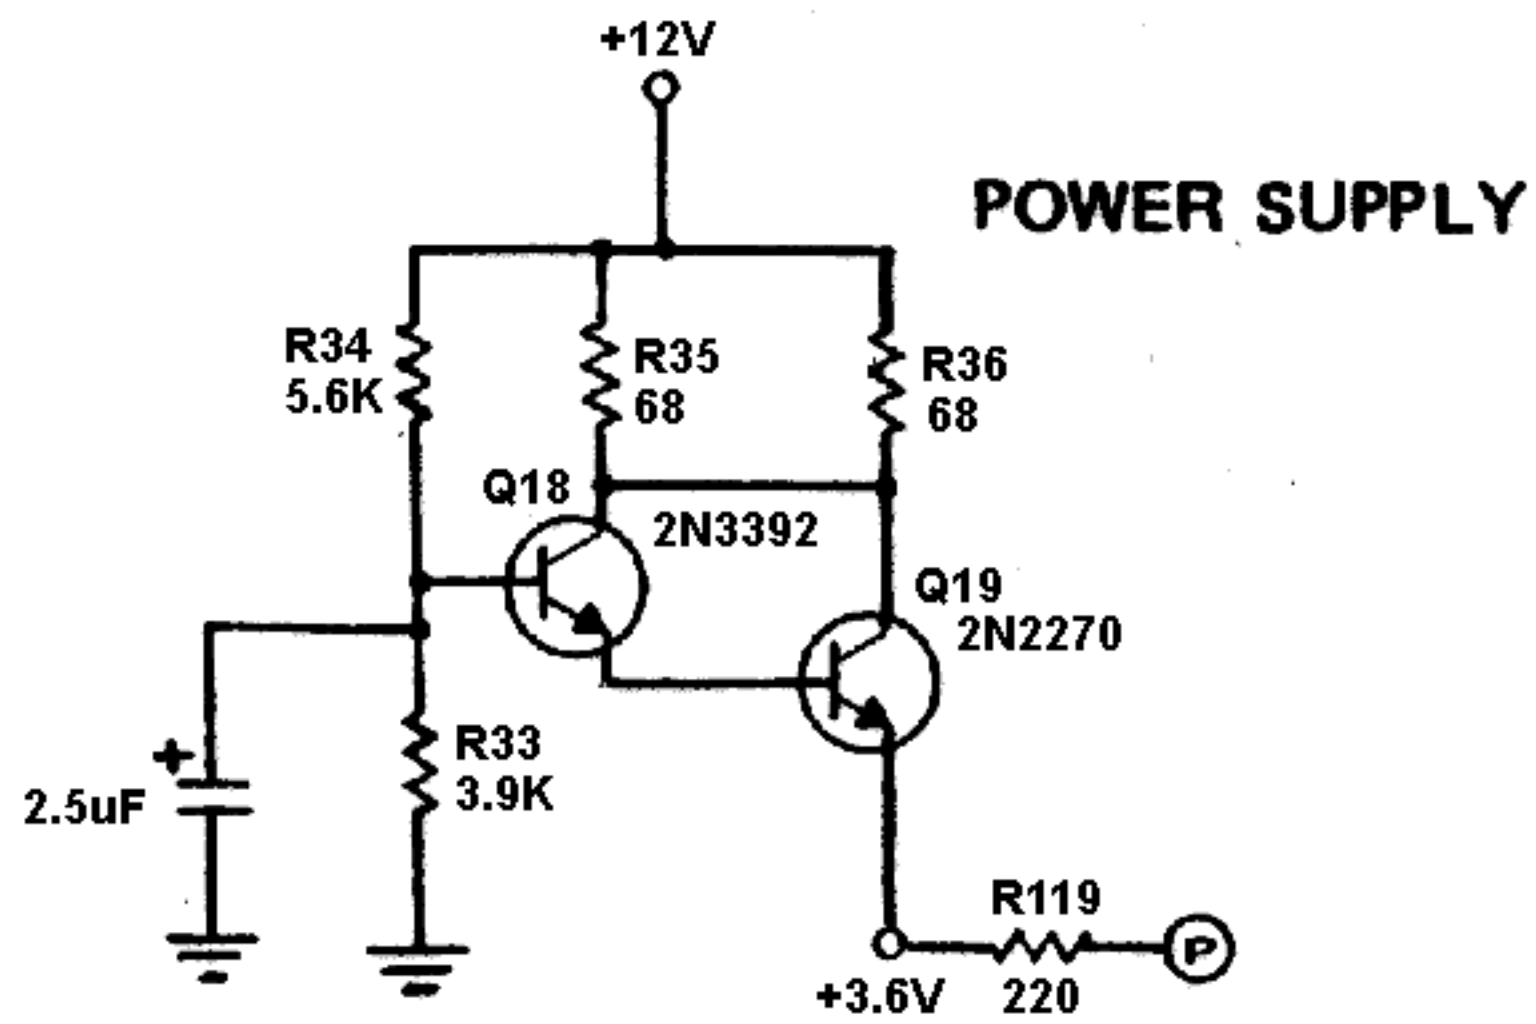 +12V
POWER SUPPLY
R34
5.6K
R35
68
R36
68
Q18
2N3392
Q19
2N2270
+
2.5uF
R33
3.9K
R119
220
P
+3.6V